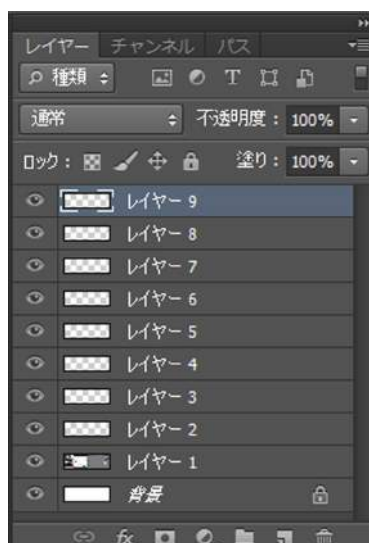 レイヤー チャンネル パス
種類 T
通常 不透明度： 100%
ロック： 塗り： 100%
レイヤー 9
レイヤー 8
レイヤー 7
レイヤー 6
レイヤー 5
レイヤー 4
レイヤー 3
レイヤー 2
レイヤー 1
背景
fx